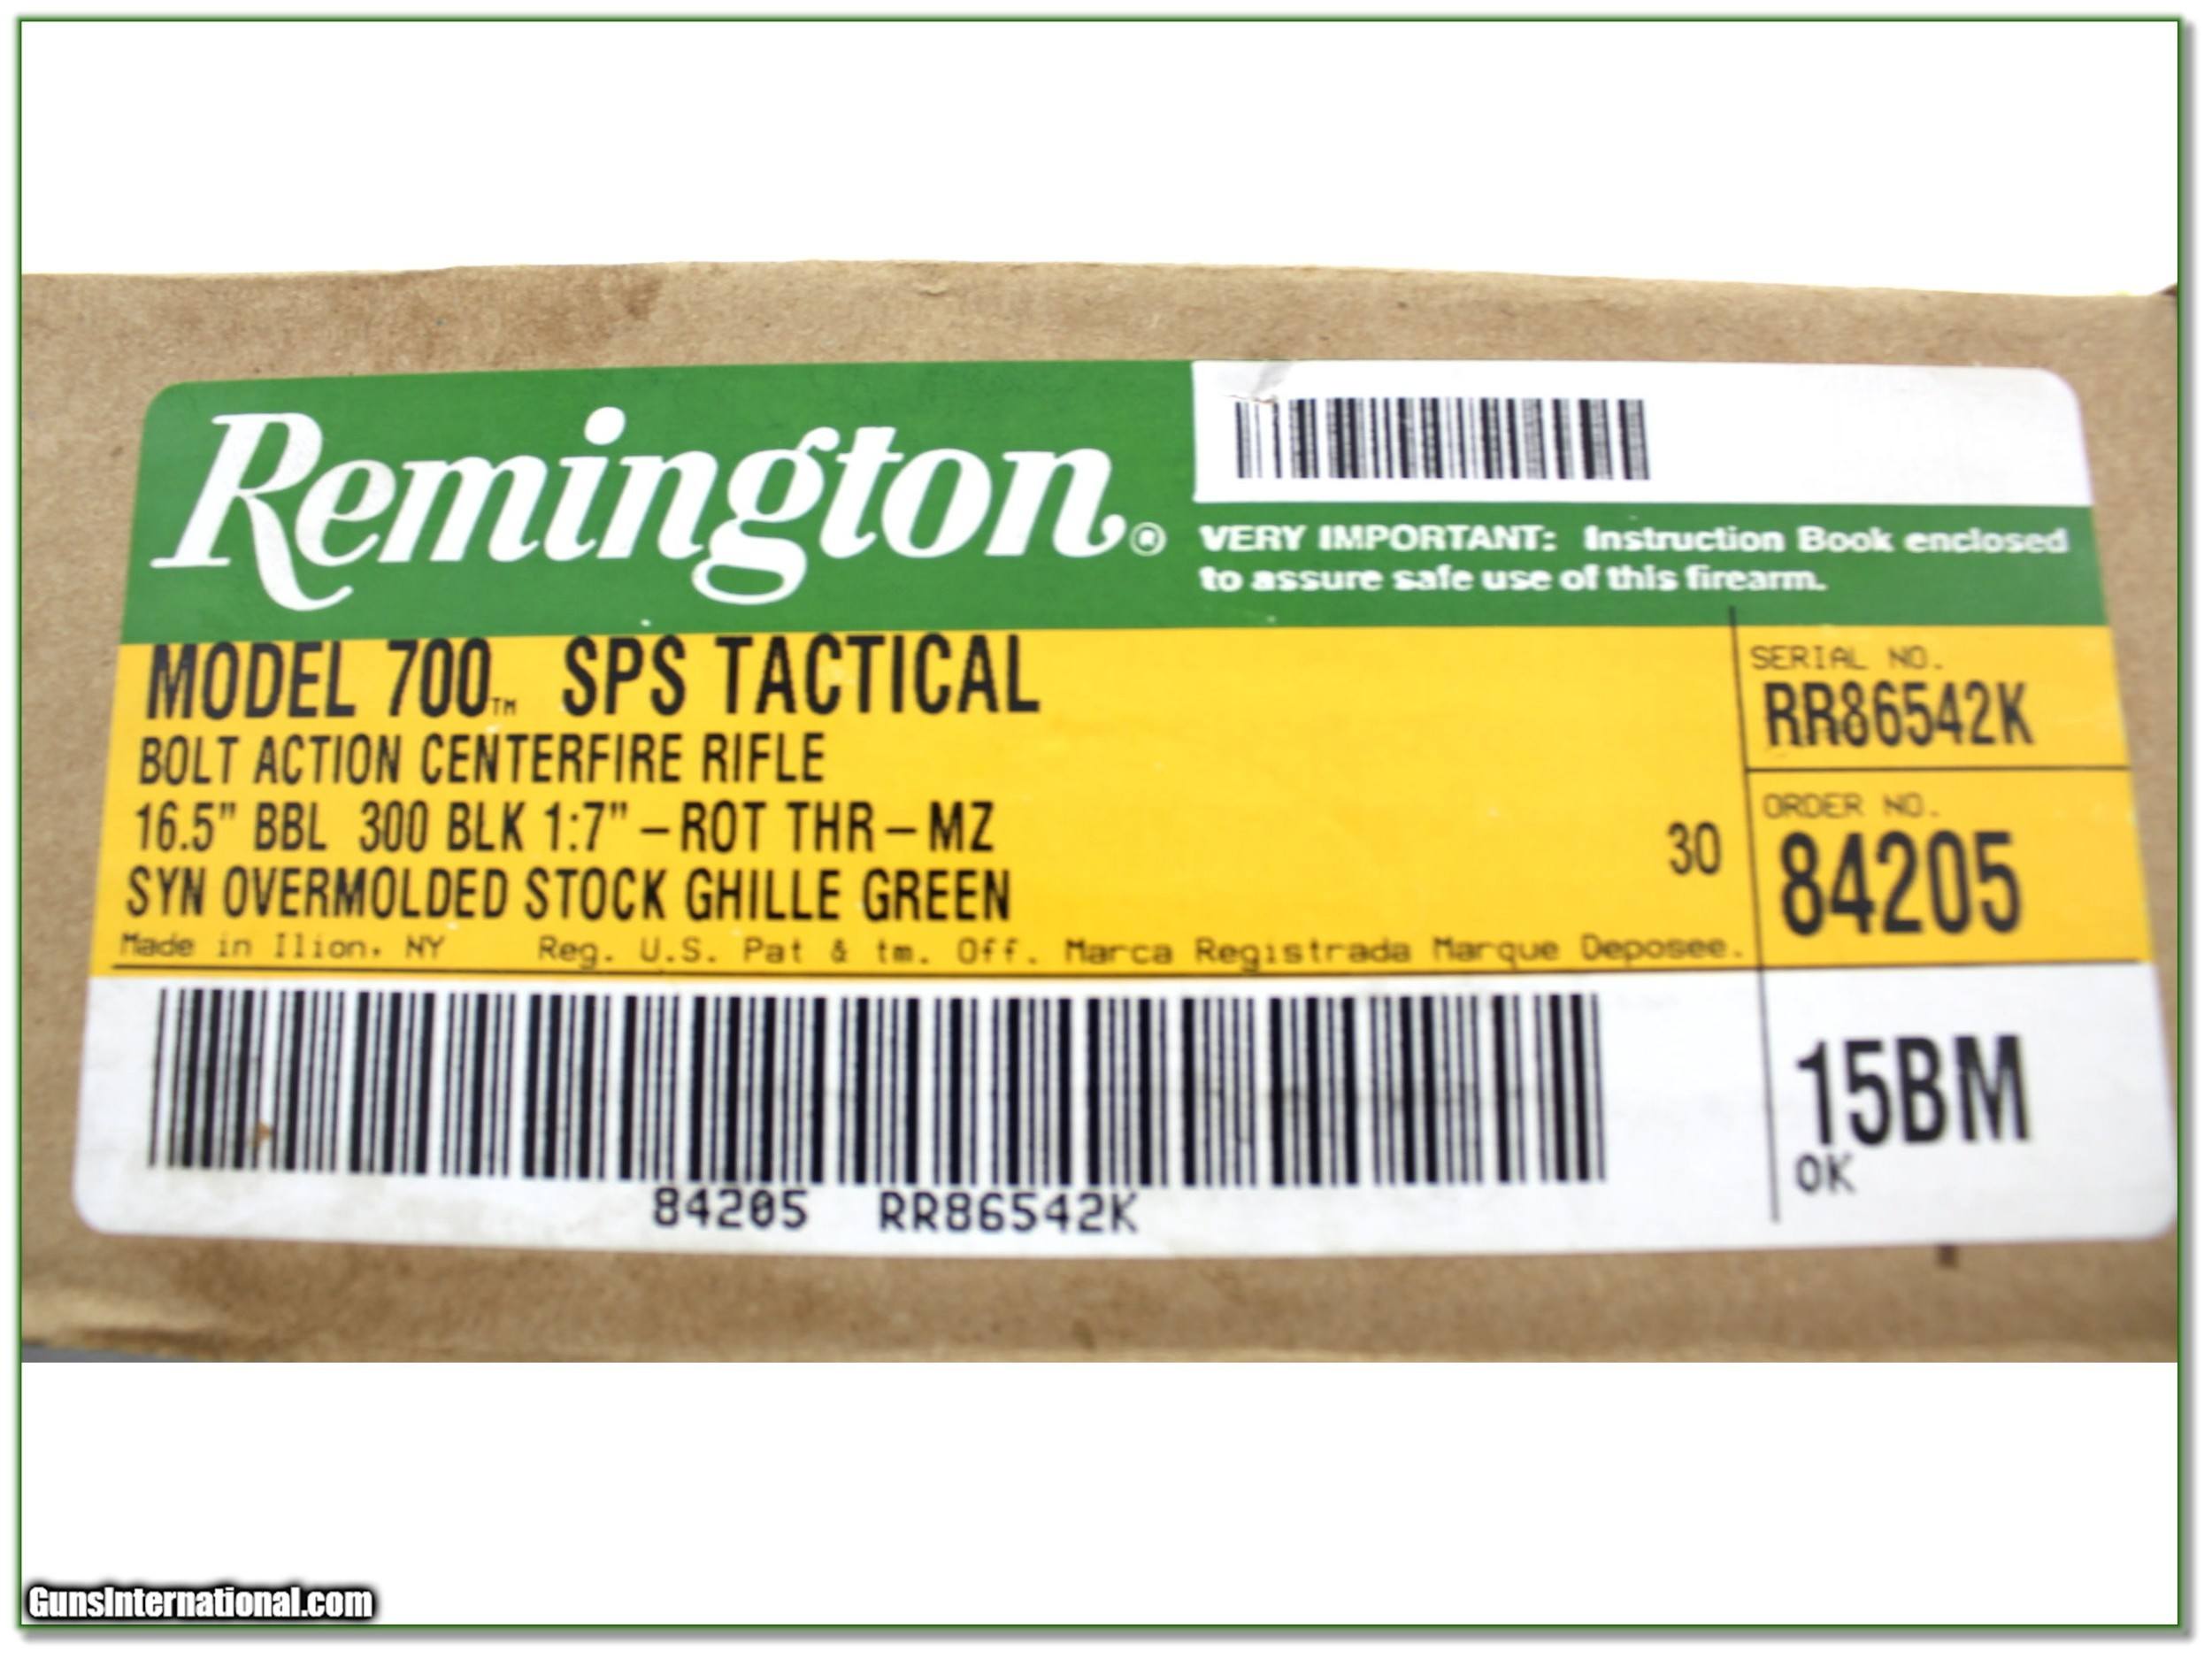 Remington®
VERY IMPORTANT: Instruction Book enclosed
to assure safe use of this firearm.
MODEL 700™ SPS TACTICAL
BOLT ACTION CENTERFIRE RIFLE
16.5" BBL 300 BLK 1:7" – ROT THR – MZ
SYN OVERMOLDED STOCK GHILLE GREEN
30
Made in Ilion, NY Reg. U.S. Pat & tm. Off. Marca Registrada Marque Deposee.
SERIAL NO.
RR86542K
ORDER NO.
84205
15BM
OK
84205 RR86542K
GunsInternational.com